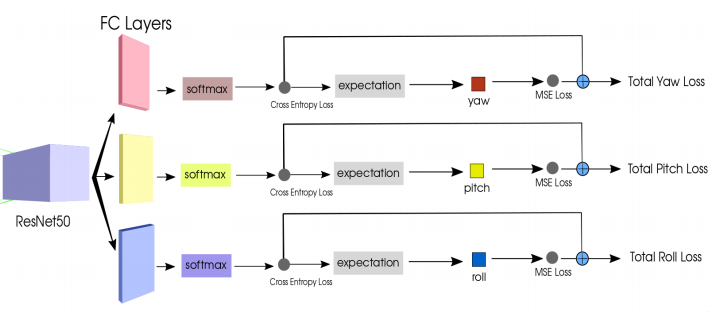 FC Layers
softmax
Cross Entropy Loss
expectation
yaw
MSE Loss
Total Yaw Loss
softmax
Cross Entropy Loss
expectation
pitch
MSE Loss
Total Pitch Loss
ResNet50
softmax
Cross Entropy Loss
expectation
roll
MSE Loss
Total Roll Loss